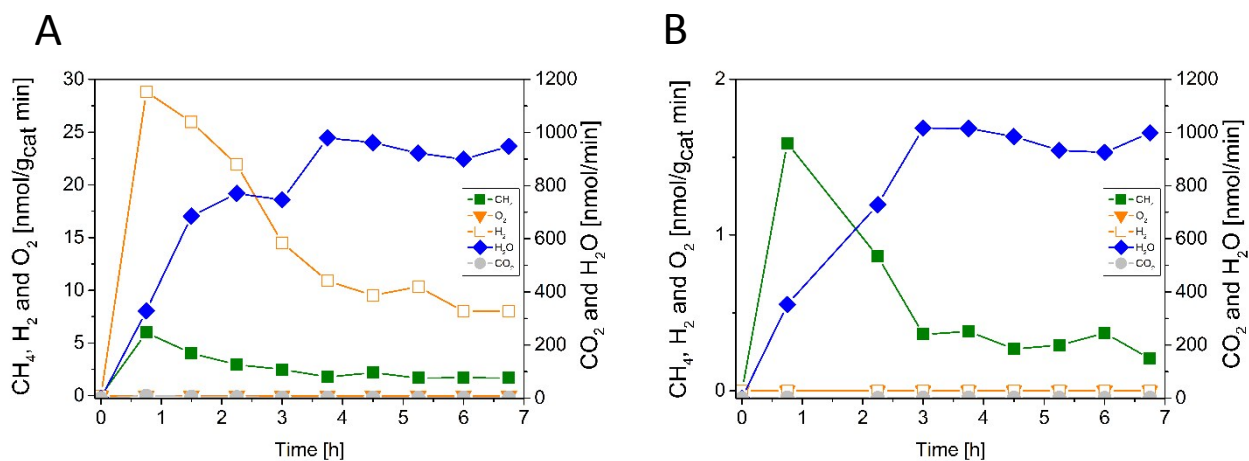 A
CH₄, H₂ and O₂ [nmol/g_cat min]
30
25
20
15
10
5
0
0 1 2 3 4 5 6 7
Time [h]
1200
1000
800
600
400
200
0
CO₂ and H₂O [nmol/min]
CH₄
O₂
H₂
H₂O
CO₂
B
CH₄, H₂ and O₂ [nmol/g_cat min]
2
1
0
0 1 2 3 4 5 6 7
Time [h]
1200
1000
800
600
400
200
0
CO₂ and H₂O [nmol/min]
CH₄
O₂
H₂
H₂O
CO₂